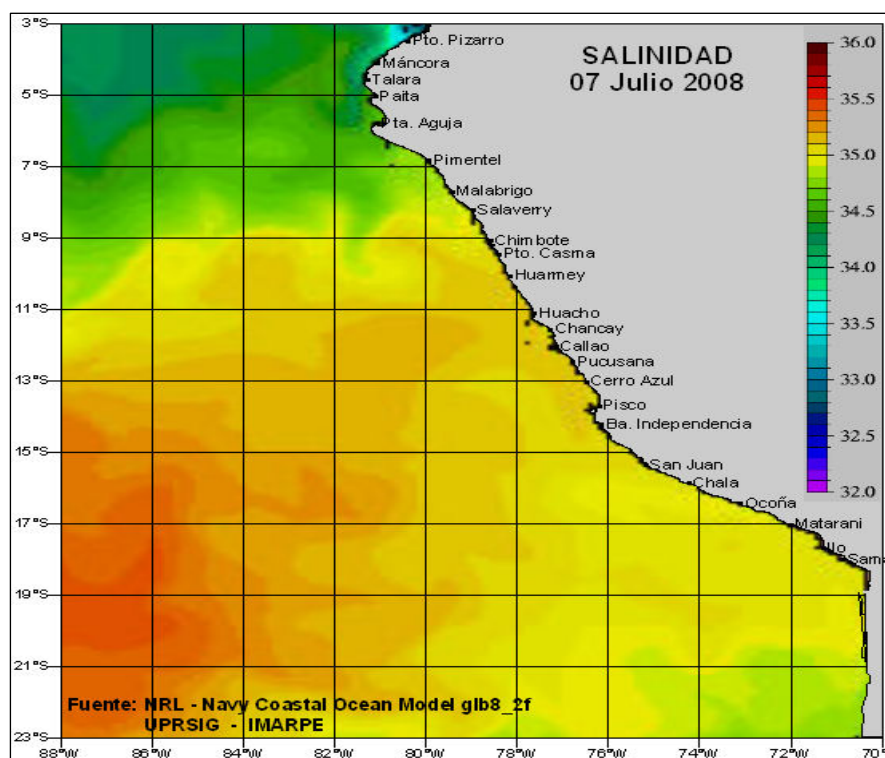 SALINIDAD
07 Julio 2008
3°S
5°S
7°S
9°S
11°S
13°S
15°S
17°S
19°S
21°S
23°S
Pto. Pizarro
Máncora
Talara
Paita
Pta. Aguja
Pimentel
Malabrigo
Salaverry
Chimbote
Pto. Casma
Huarmey
Huacho
Chancay
Callao
Pucusana
Cerro Azul
Pisco
Ba. Independencia
San Juan
Chala
Ocoña
Matarani
Ilo
Sama
36.0
35.5
35.0
34.5
34.0
33.5
33.0
32.5
32.0
Fuente: NRL - Navy Coastal Ocean Model glb8_2f
UPRSIG - IMARPE
88°W 86°W 84°W 82°W 80°W 78°W 76°W 74°W 72°W 70°W